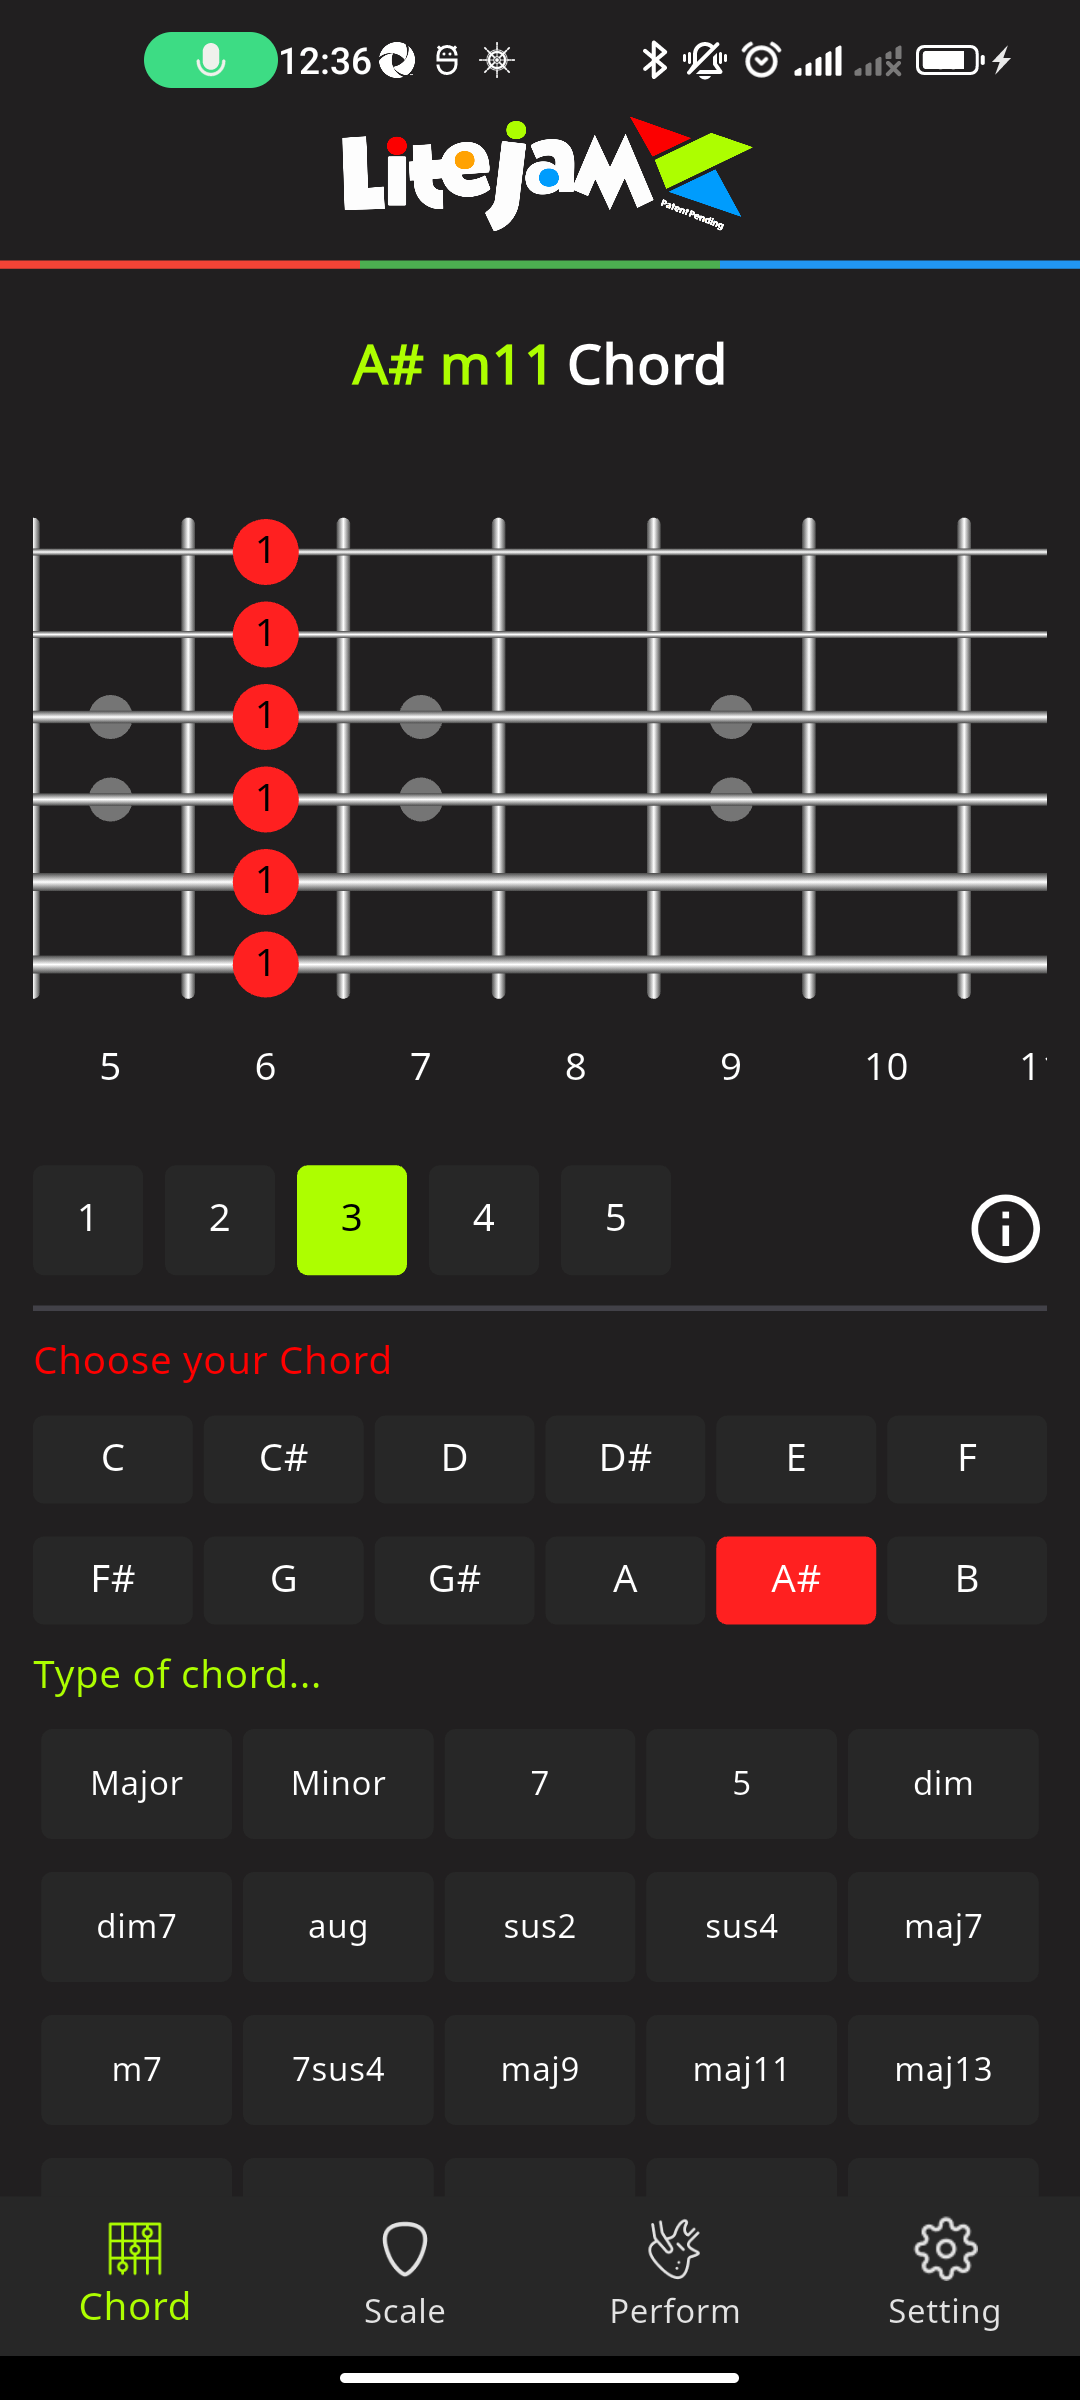 12:36
Litejam
Patent Pending
A# m11 Chord
1
1
1
1
1
1
5 6 7 8 9 10 11
1 2 3 4 5
Choose your Chord
C C# D D# E F
F# G G# A A# B
Type of chord...
Major Minor 7 5 dim
dim7 aug sus2 sus4 maj7
m7 7sus4 maj9 maj11 maj13
Chord Scale Perform Setting